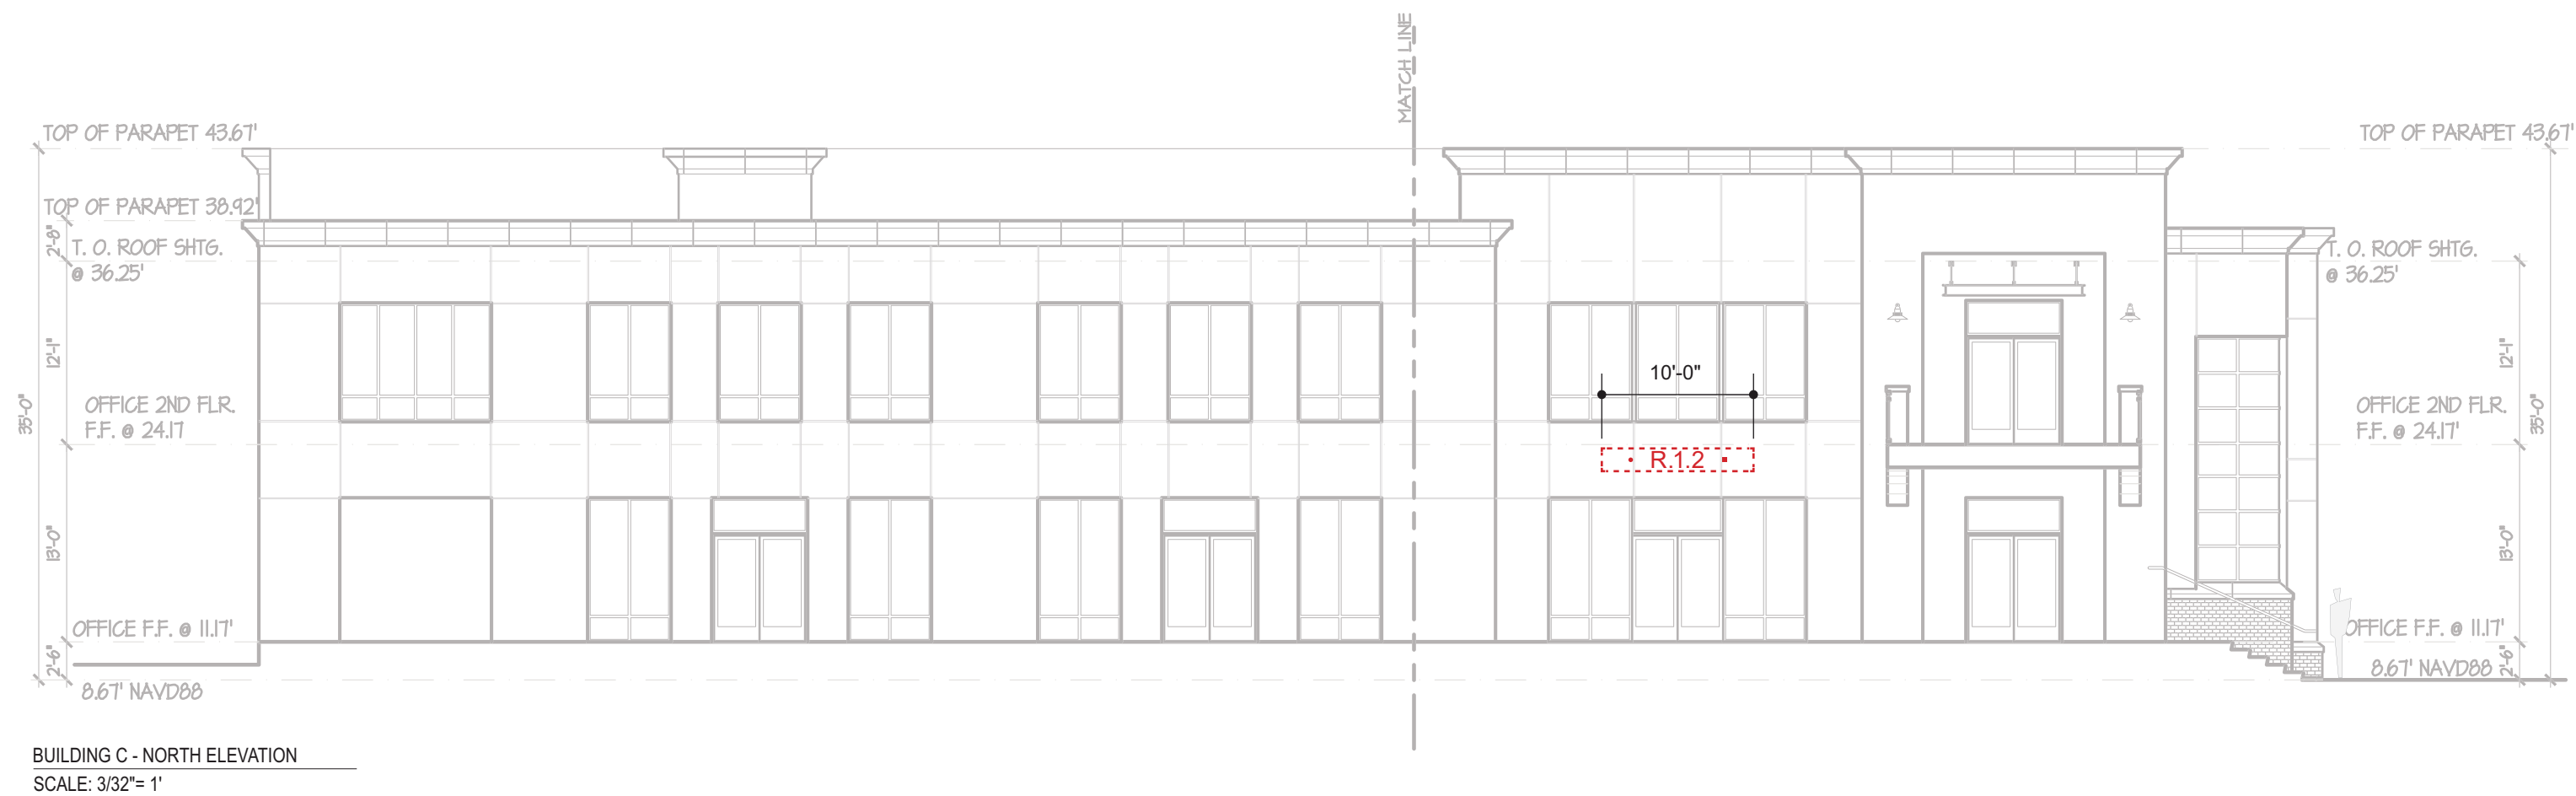 MATCH LINE
TOP OF PARAPET 43.67'
TOP OF PARAPET 43.67'
TOP OF PARAPET 38.92'
2'-8"
T. O. ROOF SHTG.
@ 36.25'
T. O. ROOF SHTG.
@ 36.25'
12'-1"
12'-1"
10'-0"
35'-0"
OFFICE 2ND FLR.
F.F. @ 24.17
OFFICE 2ND FLR.
F.F. @ 24.17'
35'-0"
R.1.2
13'-0"
13'-0"
OFFICE F.F. @ 11.17'
OFFICE F.F. @ 11.17'
2'-6"
8.67' NAVD88
8.67' NAVD88
2'-6"
BUILDING C - NORTH ELEVATION
SCALE: 3/32"= 1'